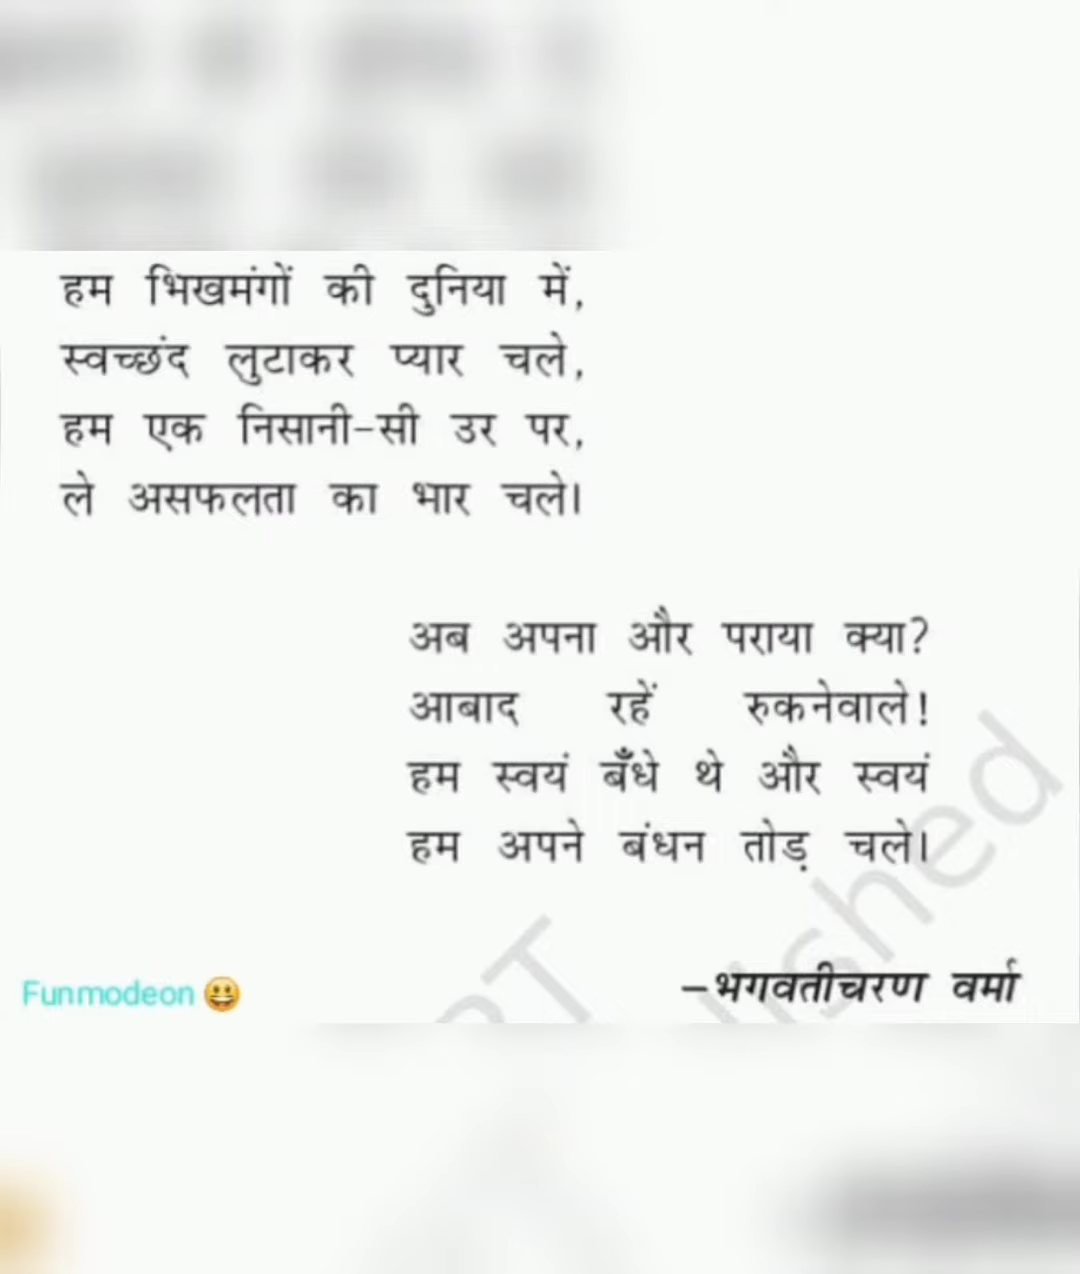 हम भिखमंगों की दुनिया में,
स्वच्छंद लुटाकर प्यार चले,
हम एक निसानी-सी उर पर,
ले असफलता का भार चले।
अब अपना और पराया क्या?
आबाद रहें रुकनेवाले!
हम स्वयं बँधे थे और स्वयं
हम अपने बंधन तोड़ चले।
-भगवतीचरण वर्मा
Funmodeon 😃